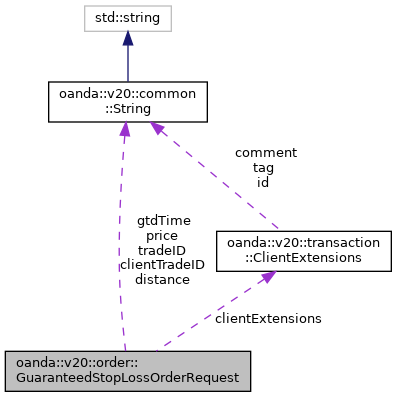 std::string
oanda::v20::common
::String
comment
tag
id
gtdTime
price
tradeID
clientTradeID
distance
oanda::v20::transaction
::ClientExtensions
clientExtensions
oanda::v20::order::
GuaranteedStopLossOrderRequest